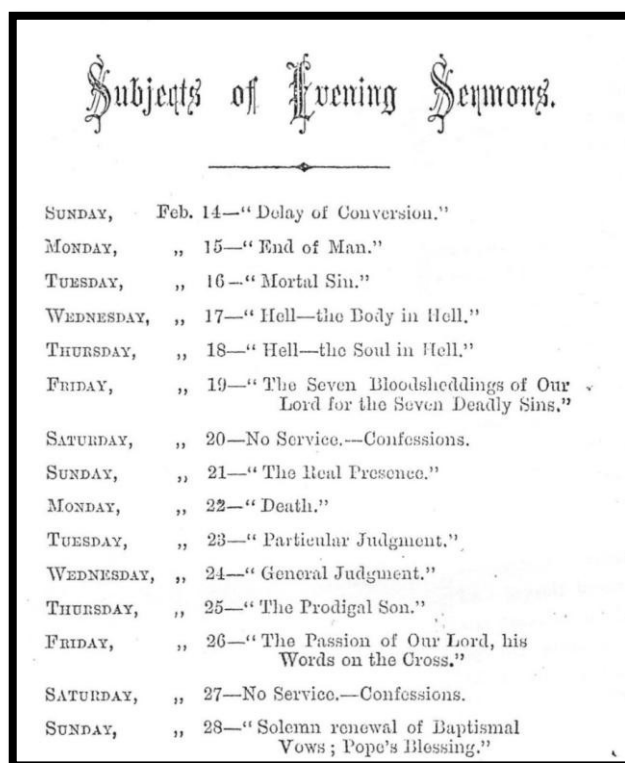 Subjects of Evening Sermons.
SUNDAY, Feb. 14—“ Delay of Conversion.”
MONDAY, „ 15—“ End of Man.”
TUESDAY, „ 16—“ Mortal Sin.”
WEDNESDAY, „ 17—“ Hell—the Body in Hell.”
THURSDAY, „ 18—“ Hell—the Soul in Hell.”
FRIDAY, „ 19—“ The Seven Bloodsheddings of Our
Lord for the Seven Deadly Sins.”
SATURDAY, „ 20—No Service.—Confessions.
SUNDAY, „ 21—“ The Real Presence.”
MONDAY, „ 22—“ Death.”
TUESDAY, „ 23—“ Particular Judgment.”
WEDNESDAY, „ 24—“ General Judgment.”
THURSDAY, „ 25—“ The Prodigal Son.”
FRIDAY, „ 26—“ The Passion of Our Lord, his
Words on the Cross.”
SATURDAY, „ 27—No Service.—Confessions.
SUNDAY, „ 28—“ Solemn renewal of Baptismal
Vows ; Pope’s Blessing.”